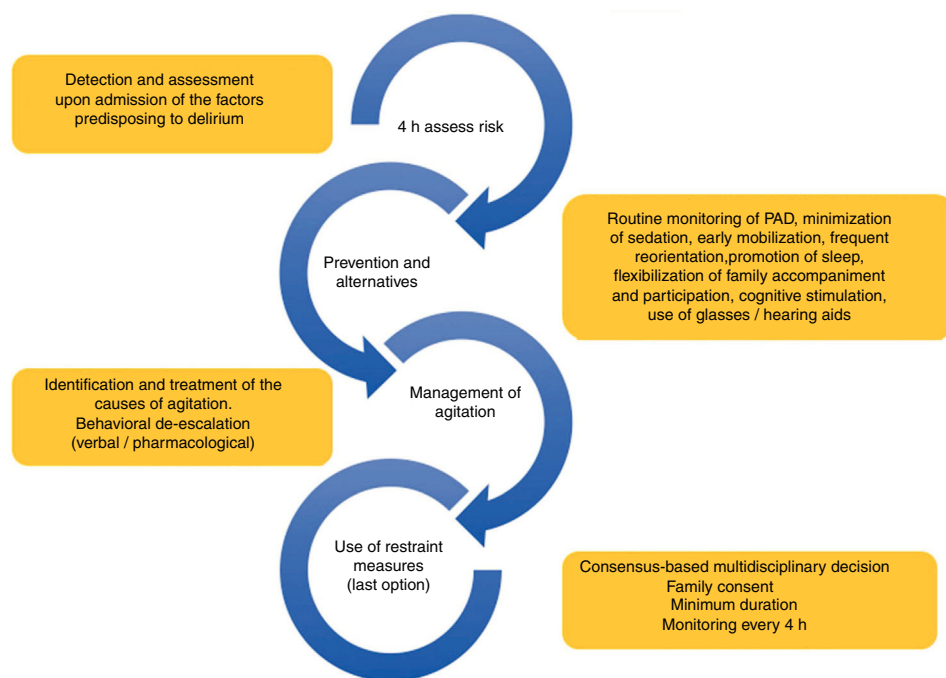 Detection and assessment
upon admission of the factors
predisposing to delirium
4 h assess risk
Routine monitoring of PAD, minimization
of sedation, early mobilization, frequent
reorientation,promotion of sleep,
flexibilization of family accompaniment
and participation, cognitive stimulation,
use of glasses / hearing aids
Prevention and
alternatives
Identification and treatment of the
causes of agitation.
Behavioral de-escalation
(verbal / pharmacological)
Management of
agitation
Use of restraint
measures
(last option)
Consensus-based multidisciplinary decision
Family consent
Minimum duration
Monitoring every 4 h